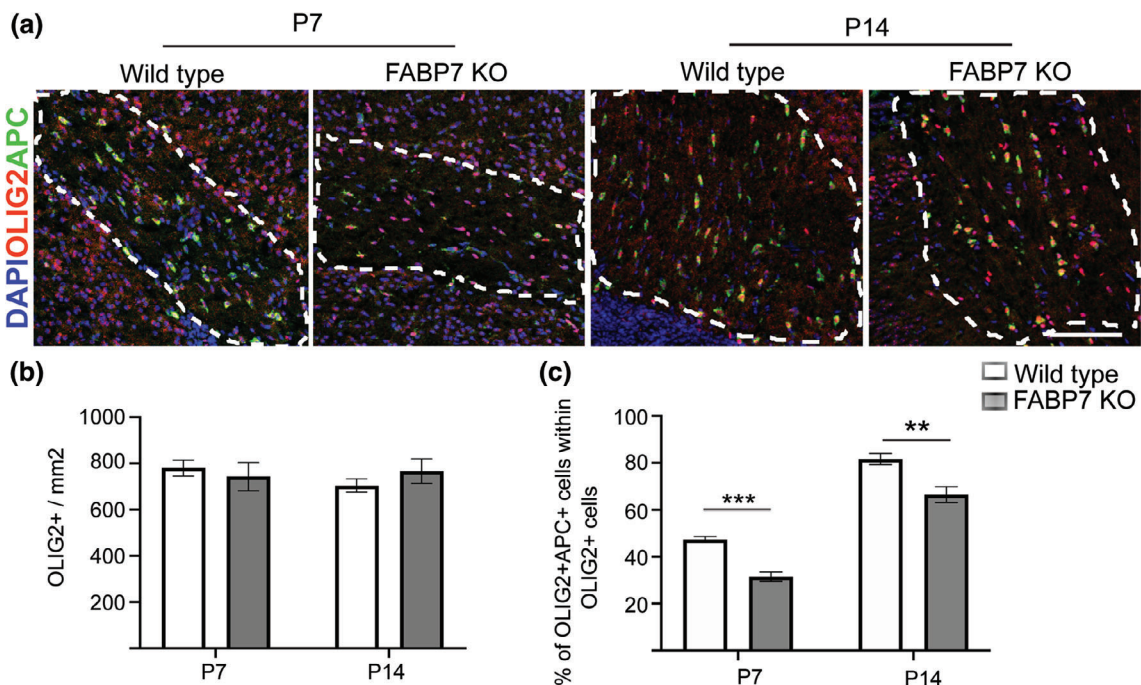 (a)
P7
P14
Wild type
FABP7 KO
Wild type
FABP7 KO
DAPIOLIG2APC
(b)
OLIG2+ / mm2
1000
800
600
400
200
P7
P14
(c)
Wild type
FABP7 KO
% of OLIG2+APC+ cells within
OLIG2+ cells
100
80
60
40
20
***
**
P7
P14